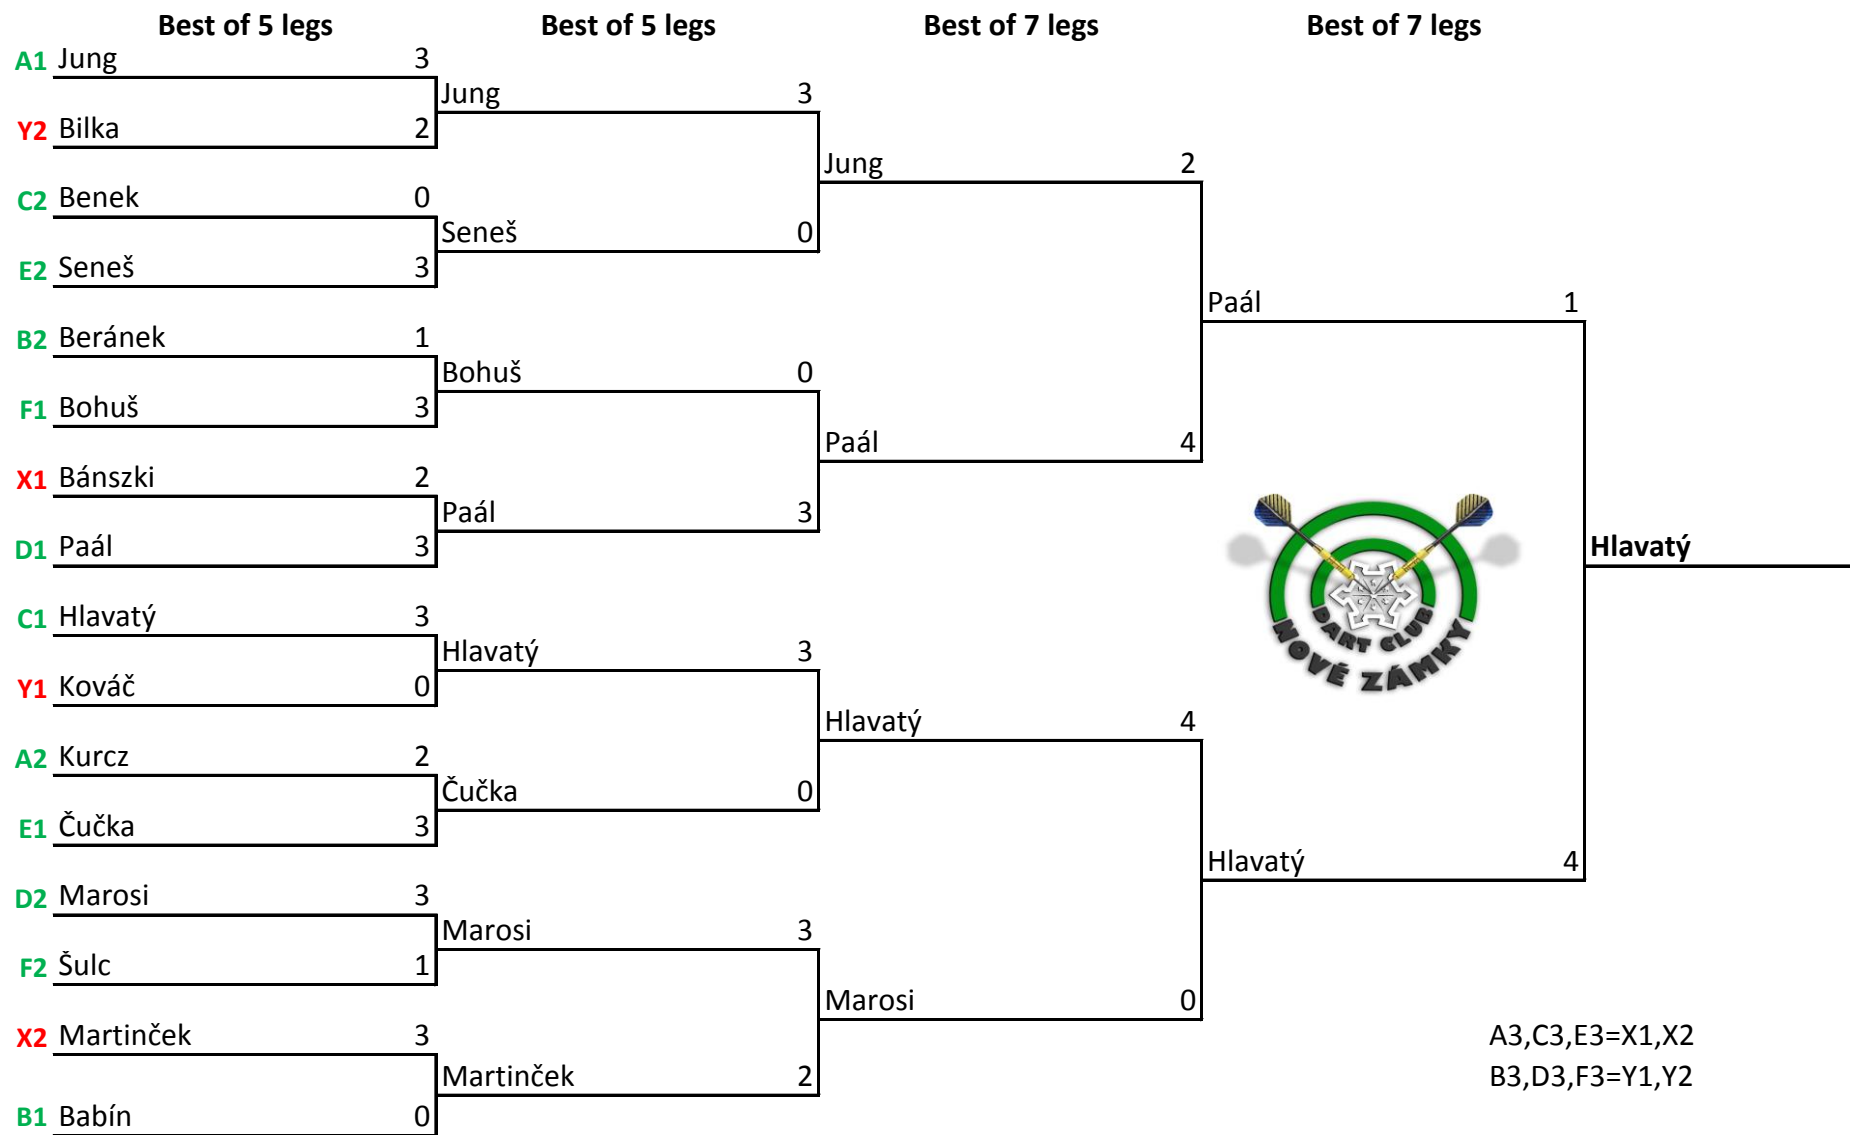 Best of 5 legs Best of 5 legs Best of 7 legs Best of 7 legs
A1 Jung 3
Jung 3
Y2 Bilka 2
Jung 2
C2 Benek 0
Seneš 0
E2 Seneš 3
Paál 1
B2 Beránek 1
Bohuš 0
F1 Bohuš 3
Paál 4
X1 Bánszki 2
Paál 3
D1 Paál 3
Hlavatý
C1 Hlavatý 3
DART CLUB
NOVÉ ZÁMKY
Hlavatý 3
Y1 Kováč 0
Hlavatý 4
A2 Kurcz 2
Čučka 0
E1 Čučka 3
Hlavatý 4
D2 Marosi 3
Marosi 3
F2 Šulc 1
Marosi 0
X2 Martinček 3
A3,C3,E3=X1,X2
Martinček 2
B3,D3,F3=Y1,Y2
B1 Babín 0